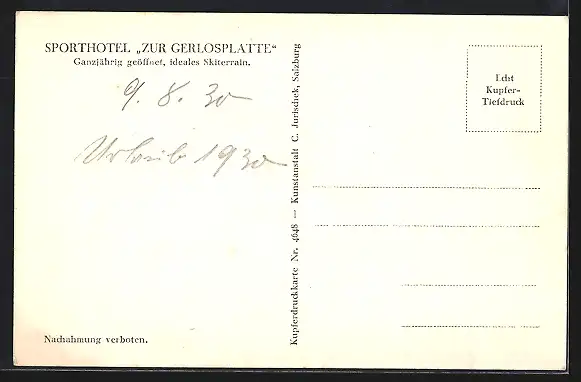 SPORTHOTEL „ZUR GERLOSPLATTE“
Ganzjährig geöffnet, ideales Skiterrain.
9. 8. 30
Urlaub 1930
Nachahmung verboten.
Kupferdruckkarte Nr. 4648 — Kunstanstalt C. Jurischek, Salzburg
Echt
Kupfer-
Tiefdruck